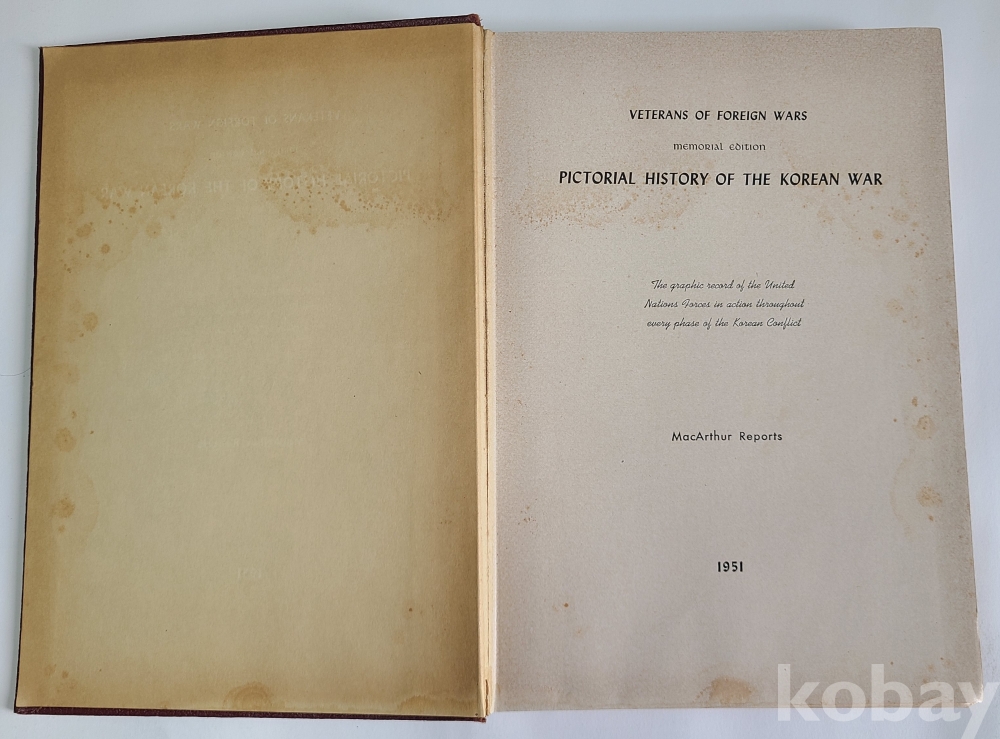 VETERANS OF FOREIGN WARS
MEMORIAL EDITION
PICTORIAL HISTORY OF THE KOREAN WAR
The graphic record of the United
Nations Forces in action throughout
every phase of the Korean Conflict
MacArthur Reports
1951
kobay